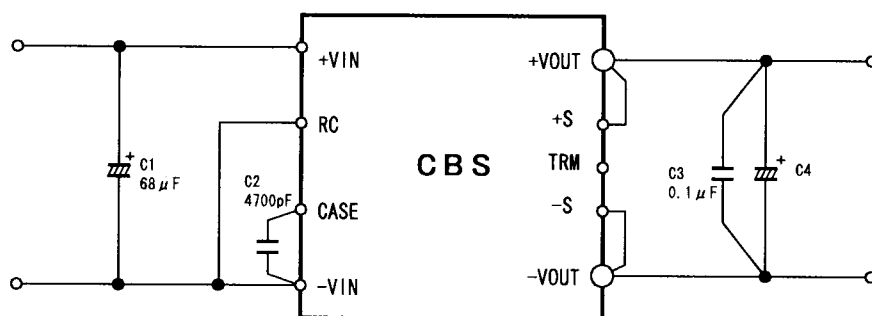 +VIN
RC
CASE
-VIN
CBS
+VOUT
+S
TRM
-S
-VOUT
+
C1
68μF
C2
4700pF
C3
0.1μF
+
C4